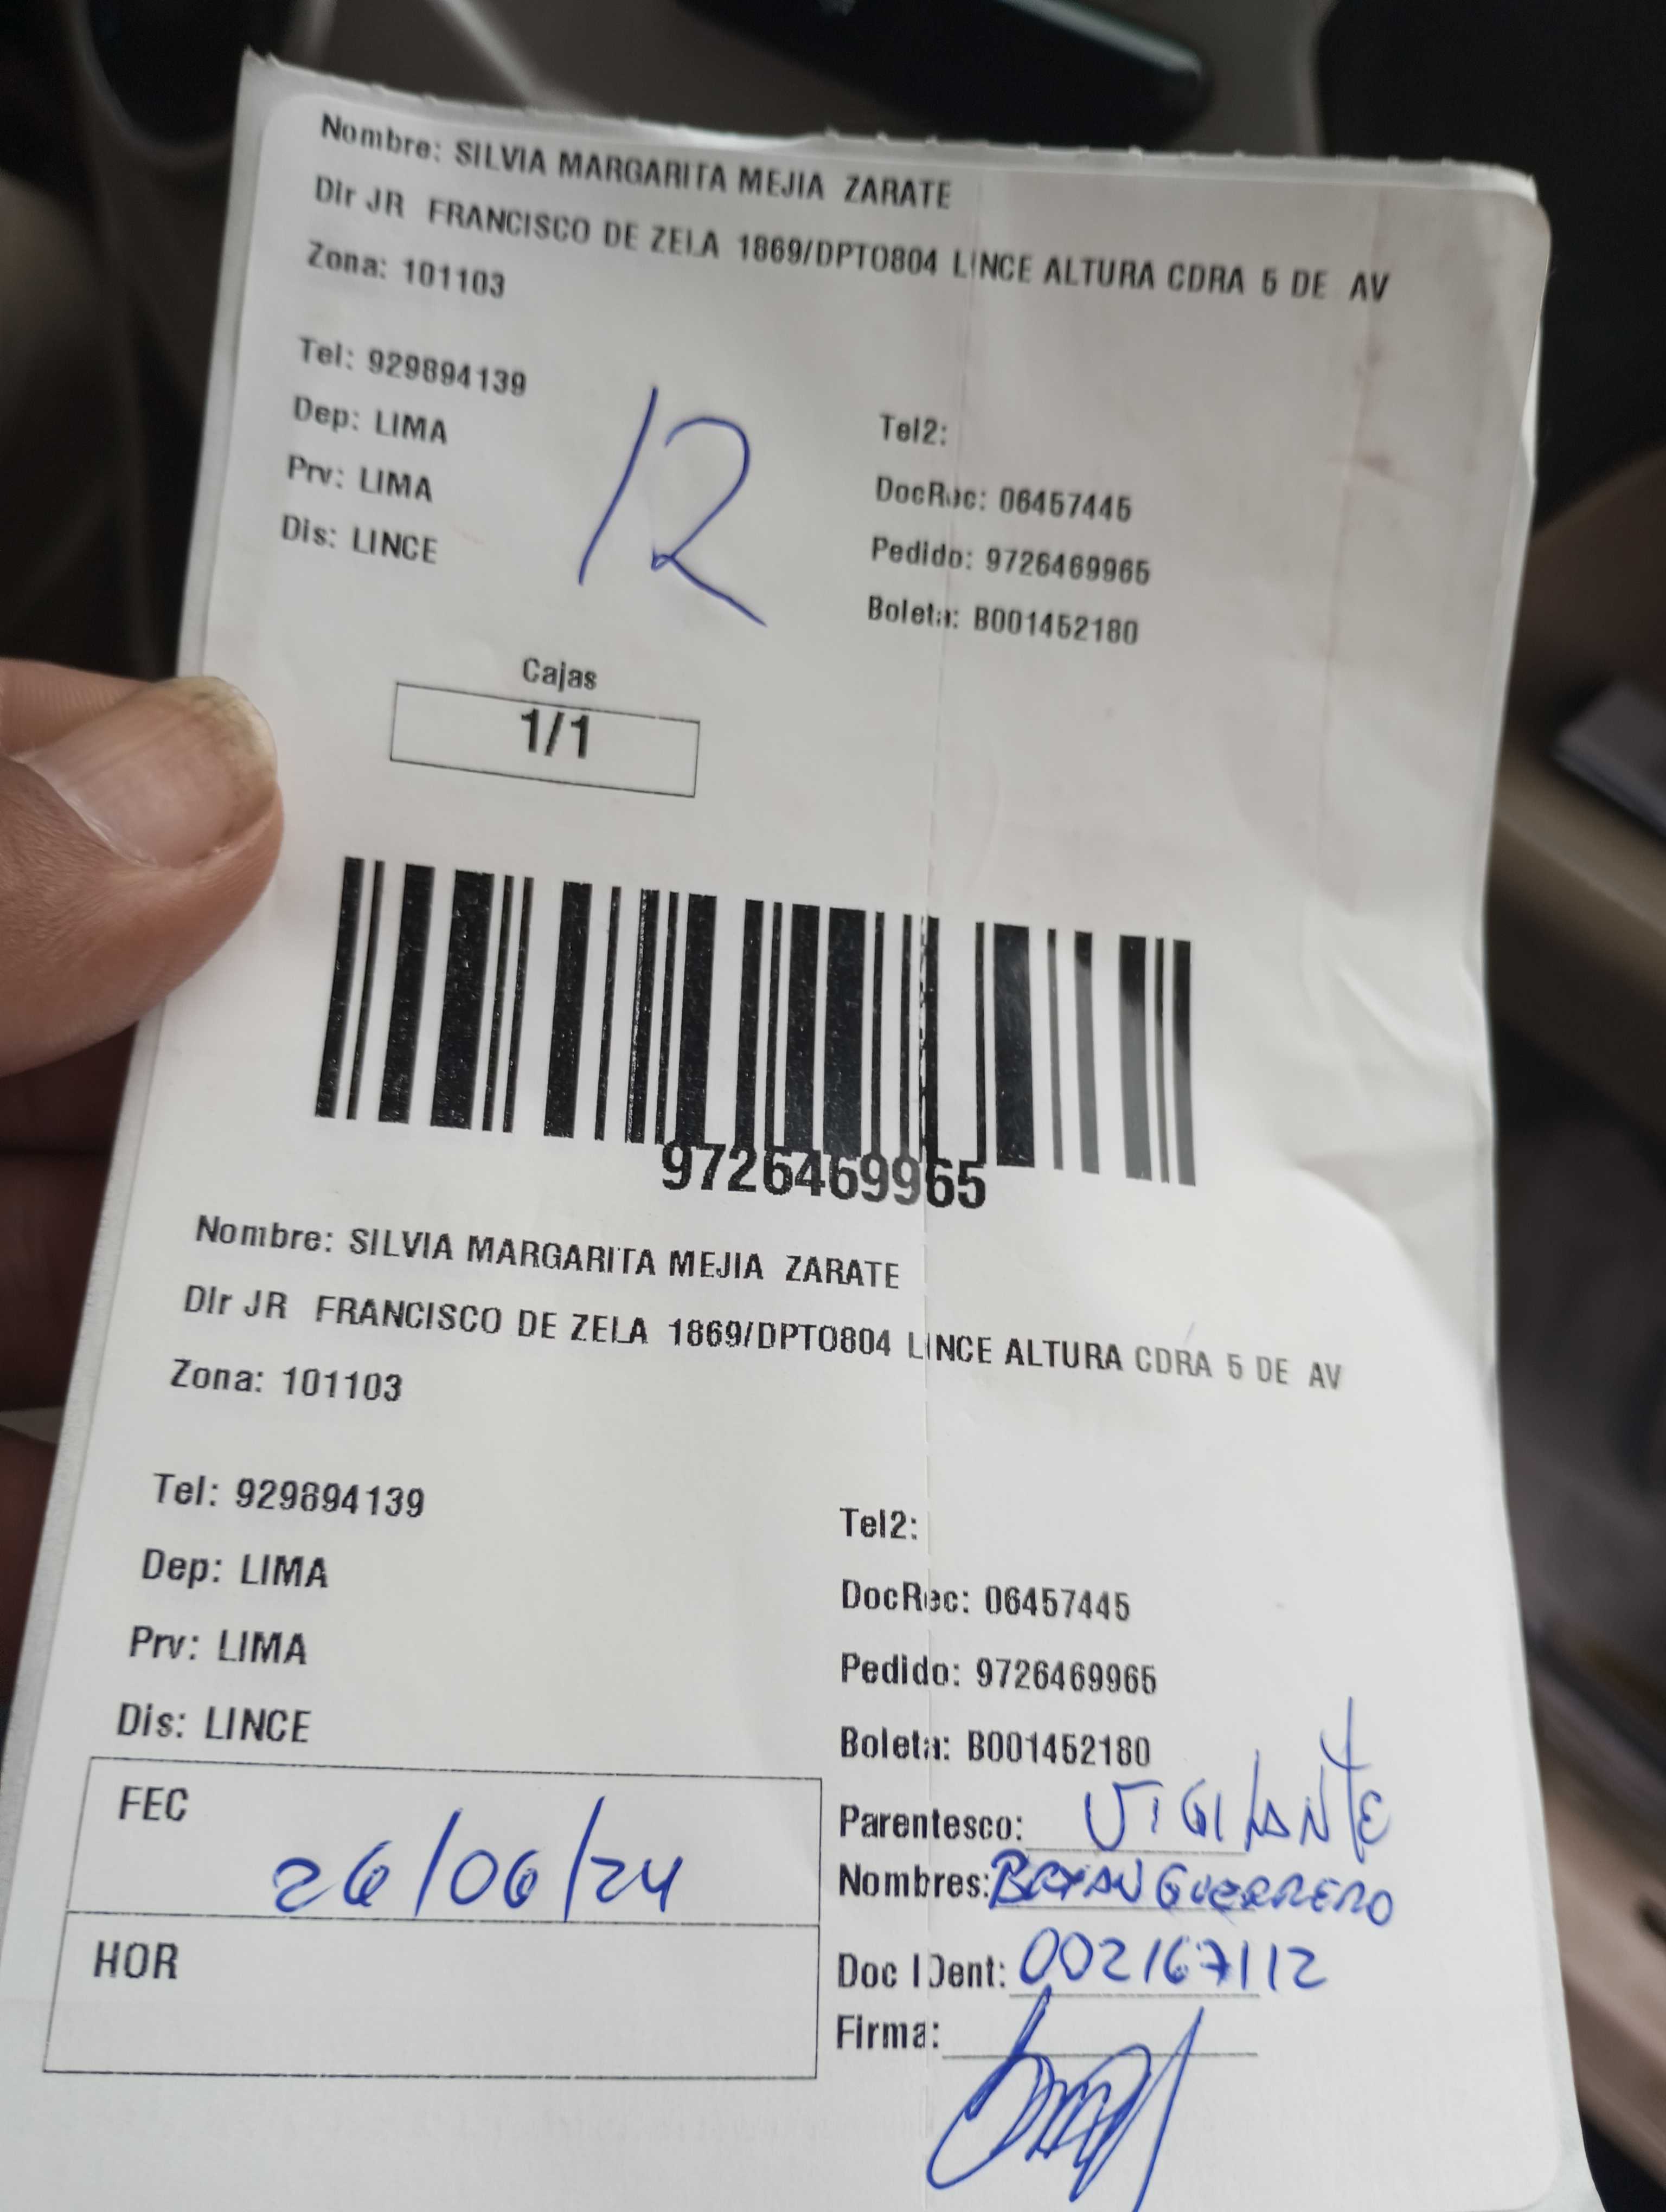 Nombre: SILVIA MARGARITA MEJIA ZARATE
Dir JR FRANCISCO DE ZELA 1869/DPTO804 LINCE ALTURA CDRA 5 DE AV
Zona: 101103
Tel: 929894139
Tel2:
Dep: LIMA
DocRec: 06457445
Prv: LIMA
Pedido: 9726469965
Dis: LINCE
Boleta: B001452180
12
Cajas
1/1
9726469965
Nombre: SILVIA MARGARITA MEJIA ZARATE
Dir JR FRANCISCO DE ZELA 1869/DPTO804 LINCE ALTURA CDRA 5 DE AV
Zona: 101103
Tel: 929894139
Tel2:
Dep: LIMA
DocRec: 06457445
Prv: LIMA
Pedido: 9726469965
Dis: LINCE
Boleta: B001452180
FEC
26/06/24
HOR
Parentesco: VIGILANTE
Nombres: BRYAN GUERRERO
Doc IDent: 002167112
Firma: